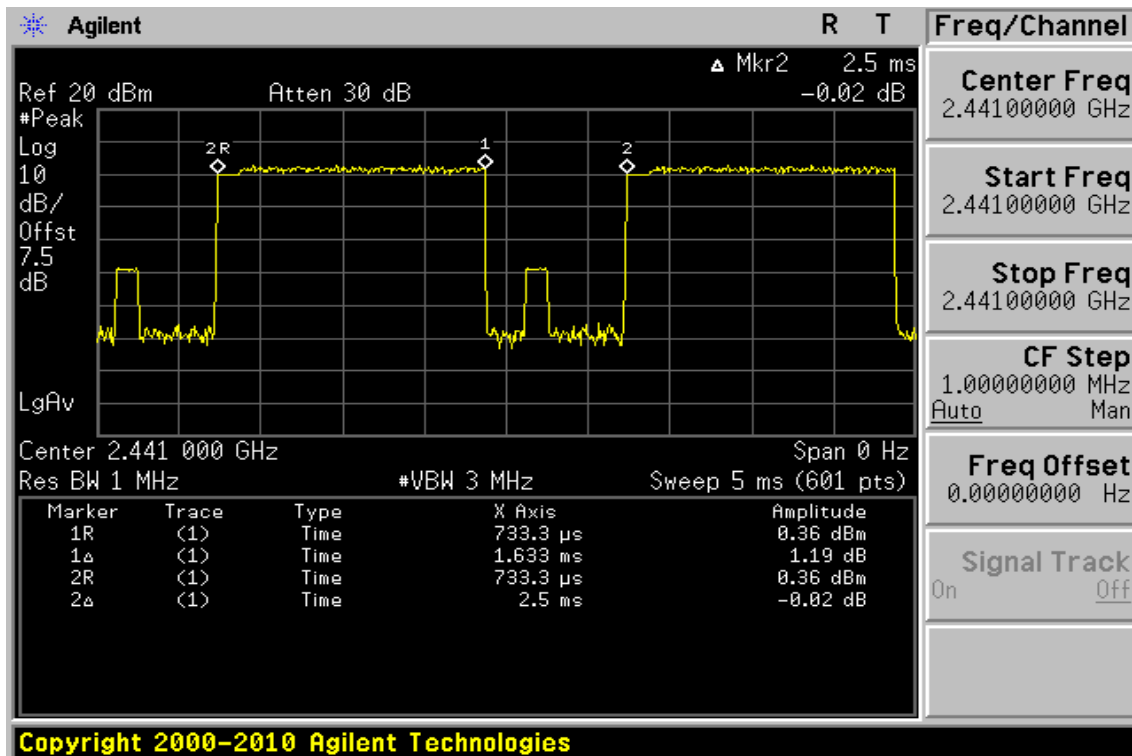 Agilent R T
Δ Mkr2 2.5 ms
Ref 20 dBm Atten 30 dB -0.02 dB
#Peak
Log
10
dB/
Offst
7.5
dB
LgAv
2R
1
2
Center 2.441 000 GHz Span 0 Hz
Res BW 1 MHz #VBW 3 MHz Sweep 5 ms (601 pts)
Marker Trace Type X Axis Amplitude
1R (1) Time 733.3 µs 0.36 dBm
1Δ (1) Time 1.633 ms 1.19 dB
2R (1) Time 733.3 µs 0.36 dBm
2Δ (1) Time 2.5 ms -0.02 dB
Freq/Channel
Center Freq
2.44100000 GHz
Start Freq
2.44100000 GHz
Stop Freq
2.44100000 GHz
CF Step
1.00000000 MHz
Auto Man
Freq Offset
0.00000000 Hz
Signal Track
On Off
Copyright 2000-2010 Agilent Technologies